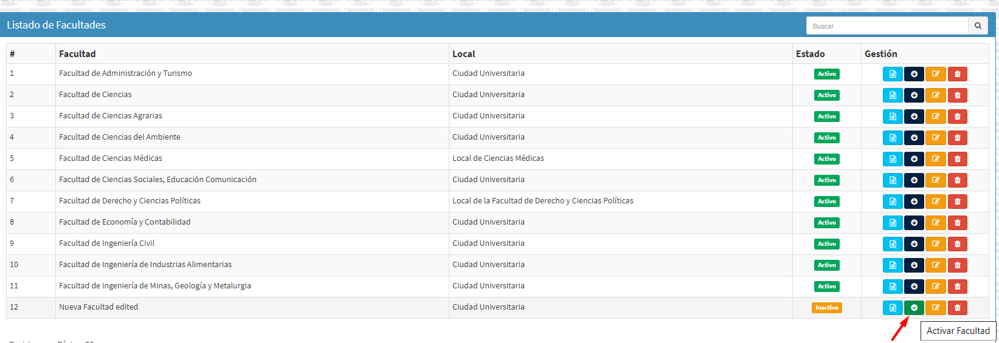 Listado de Facultades
Buscar
# Facultad Local Estado Gestión
1 Facultad de Administración y Turismo Ciudad Universitaria Activo
2 Facultad de Ciencias Ciudad Universitaria Activo
3 Facultad de Ciencias Agrarias Ciudad Universitaria Activo
4 Facultad de Ciencias del Ambiente Ciudad Universitaria Activo
5 Facultad de Ciencias Médicas Local de Ciencias Médicas Activo
6 Facultad de Ciencias Sociales, Educación Comunicación Ciudad Universitaria Activo
7 Facultad de Derecho y Ciencias Políticas Local de la Facultad de Derecho y Ciencias Políticas Activo
8 Facultad de Economía y Contabilidad Ciudad Universitaria Activo
9 Facultad de Ingeniería Civil Ciudad Universitaria Activo
10 Facultad de Ingeniería de Industrias Alimentarias Ciudad Universitaria Activo
11 Facultad de Ingeniería de Minas, Geología y Metalurgia Ciudad Universitaria Activo
12 Nueva Facultad edited Ciudad Universitaria Inactivo
Activar Facultad